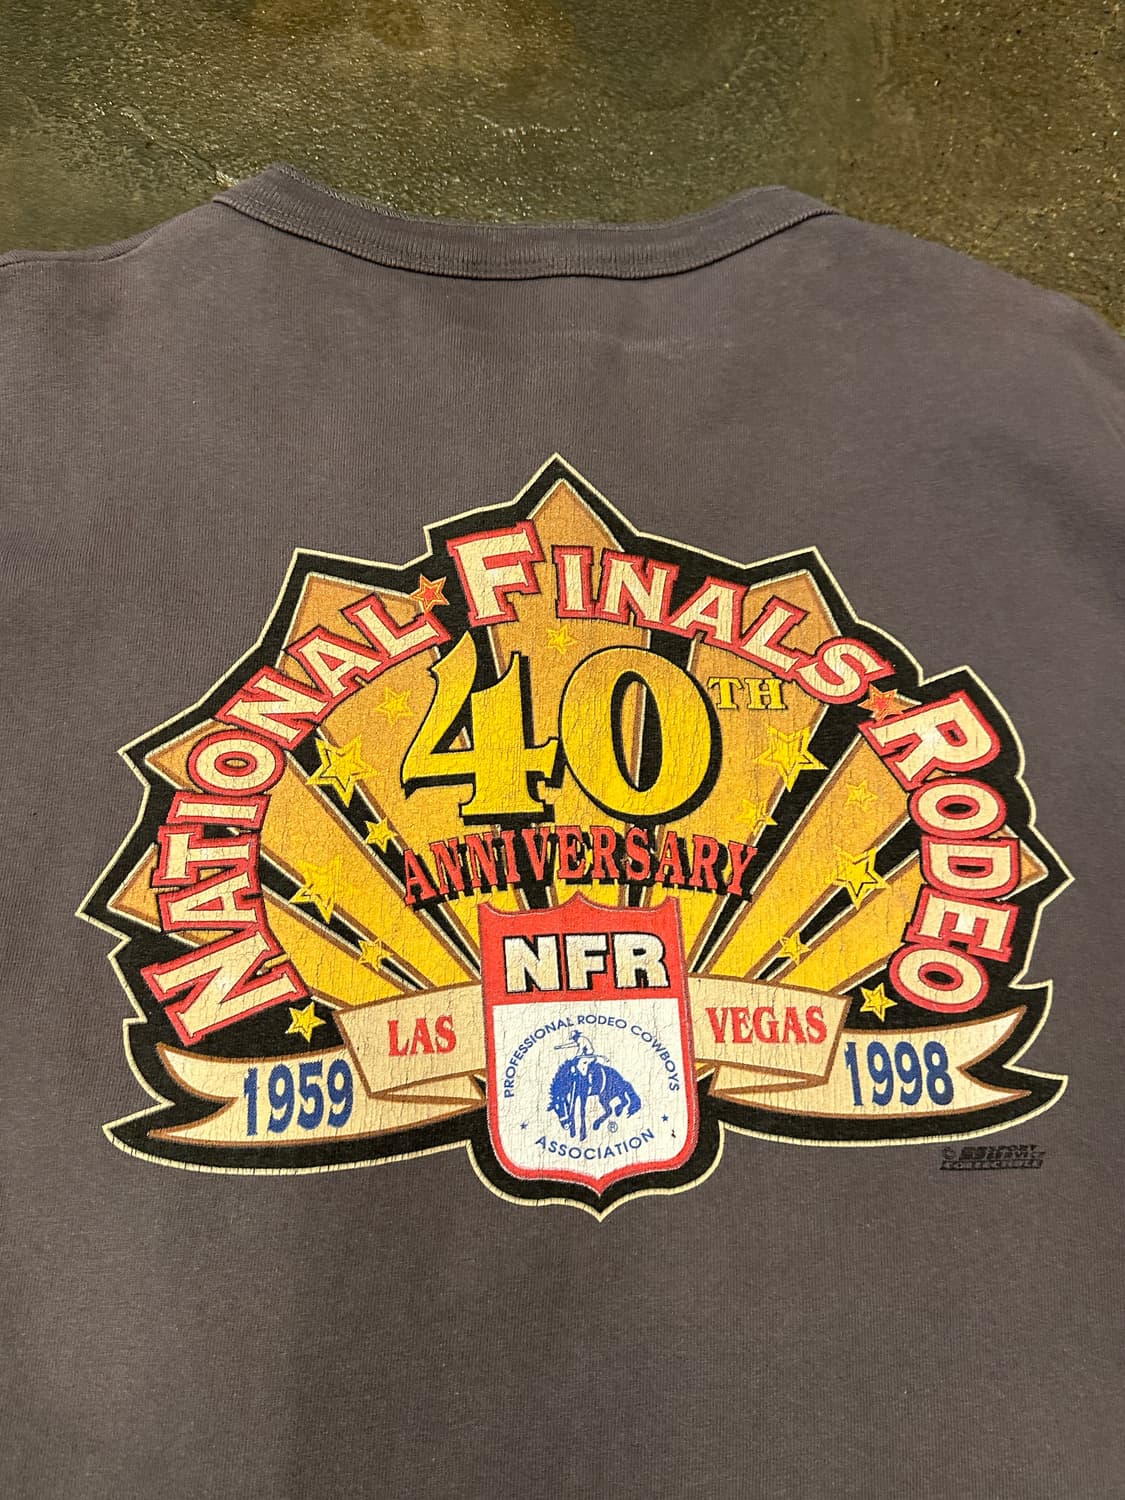 NATIONAL FINALS RODEO
40TH
ANNIVERSARY
NFR
PROFESSIONAL RODEO COWBOYS
ASSOCIATION
®
LAS VEGAS
1959 1998
©